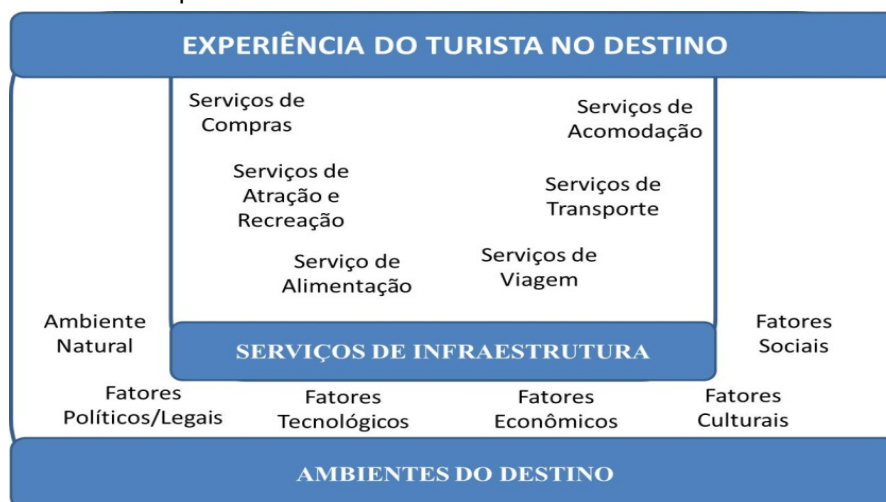 EXPERIÊNCIA DO TURISTA NO DESTINO
Serviços de
Compras
Serviços de
Acomodação
Serviços de
Atração e
Recreação
Serviços de
Transporte
Serviço de
Alimentação
Serviços de
Viagem
Ambiente
Natural
SERVIÇOS DE INFRAESTRUTURA
Fatores
Sociais
Fatores
Políticos/Legais
Fatores
Tecnológicos
Fatores
Econômicos
Fatores
Culturais
AMBIENTES DO DESTINO